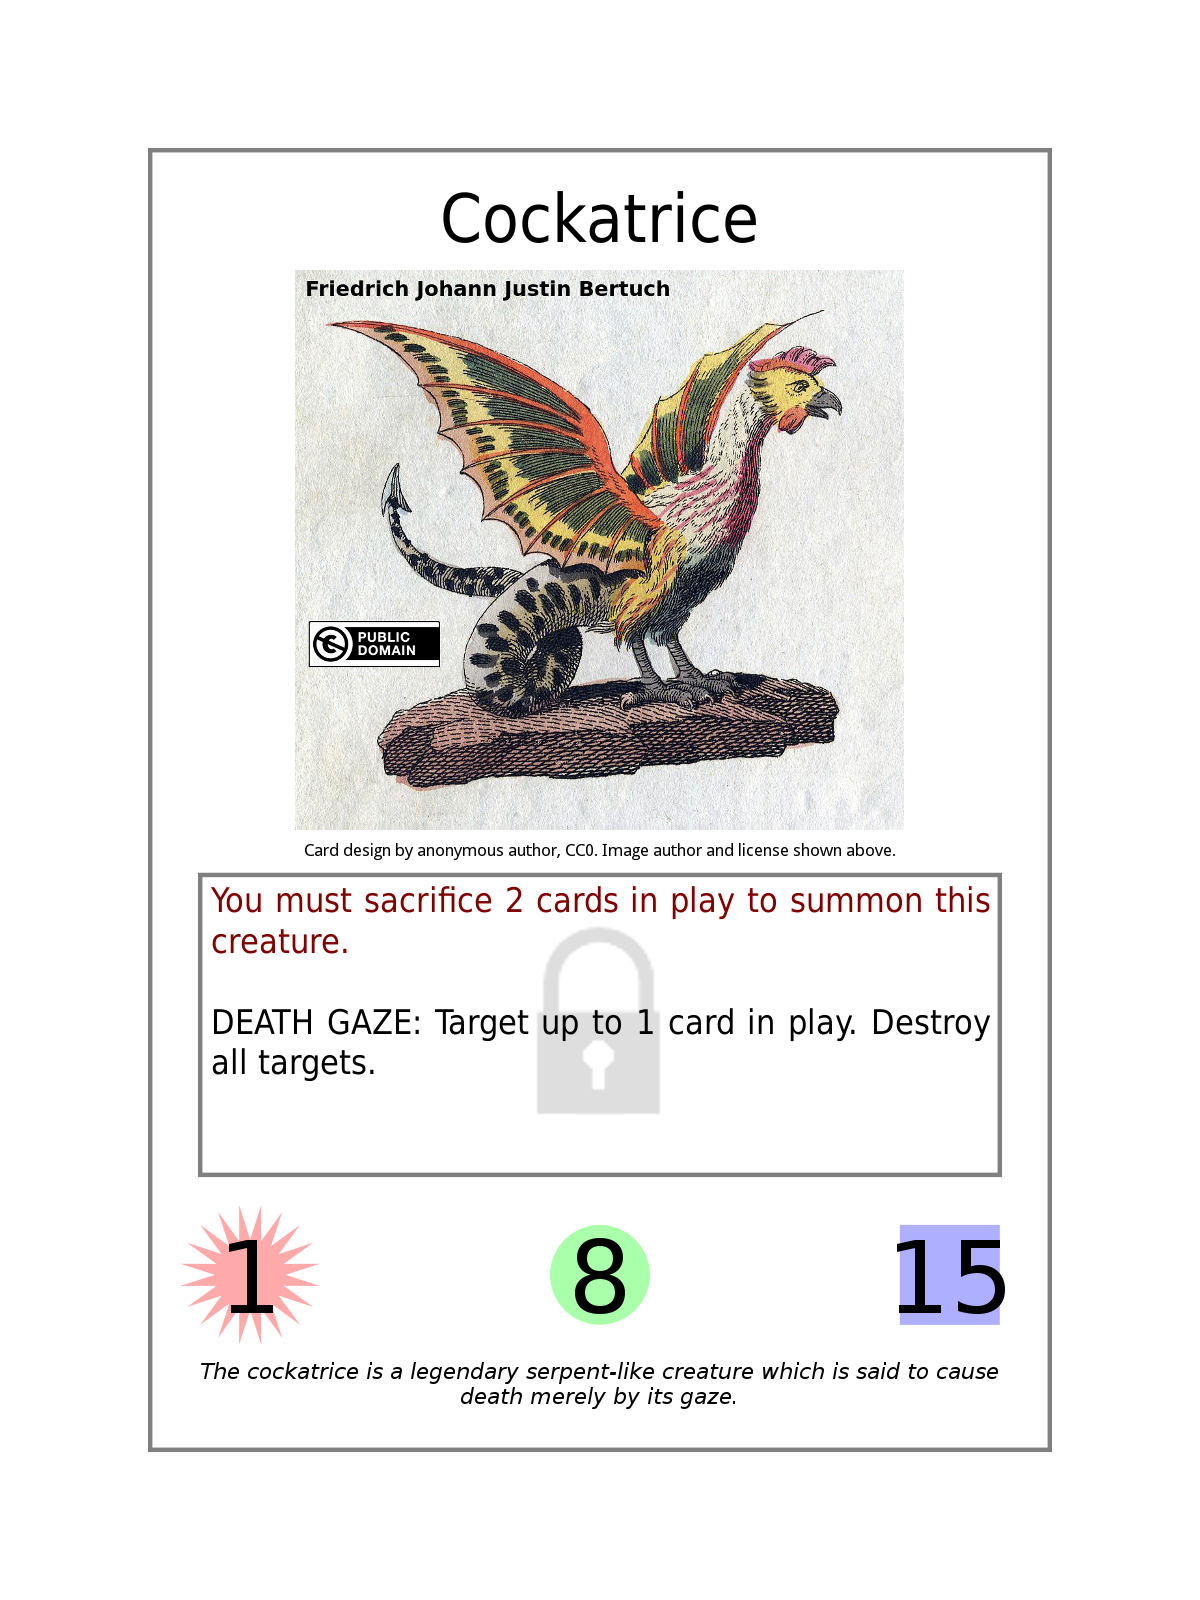 Cockatrice
Friedrich Johann Justin Bertuch
PUBLIC
DOMAIN
Card design by anonymous author, CC0. Image author and license shown above.
You must sacrifice 2 cards in play to summon this
creature.
DEATH GAZE: Target up to 1 card in play. Destroy
all targets.
1 8 15
The cockatrice is a legendary serpent-like creature which is said to cause
death merely by its gaze.